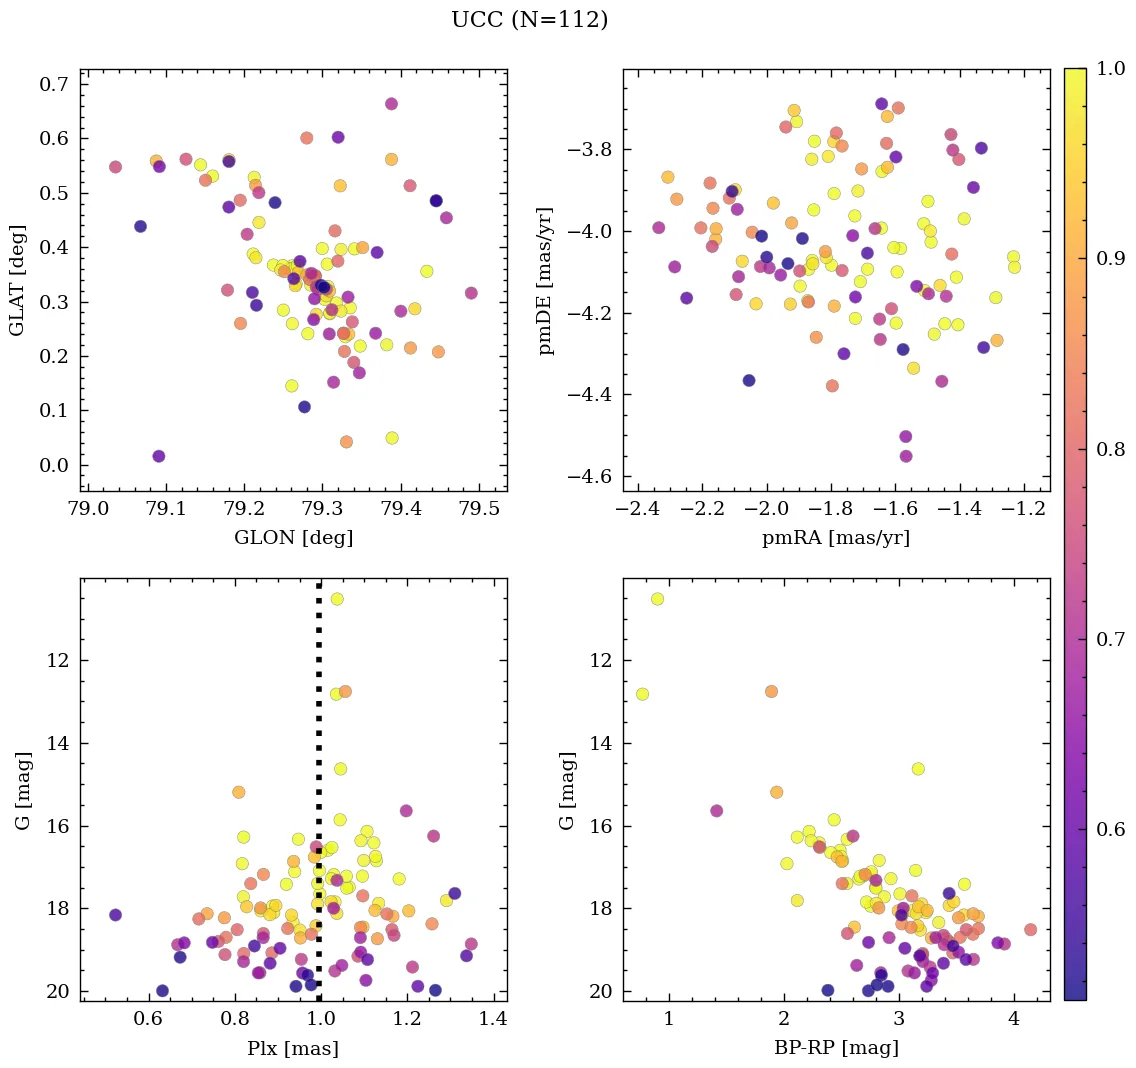 UCC (N=112)
0.7
0.6
0.5
0.4
0.3
0.2
0.1
0.0
GLAT [deg]
79.0 79.1 79.2 79.3 79.4 79.5
GLON [deg]
−3.8
−4.0
−4.2
−4.4
−4.6
pmDE [mas/yr]
−2.4 −2.2 −2.0 −1.8 −1.6 −1.4 −1.2
pmRA [mas/yr]
12
14
16
18
20
G [mag]
0.6 0.8 1.0 1.2 1.4
Plx [mas]
12
14
16
18
20
G [mag]
1 2 3 4
BP-RP [mag]
1.0
0.9
0.8
0.7
0.6